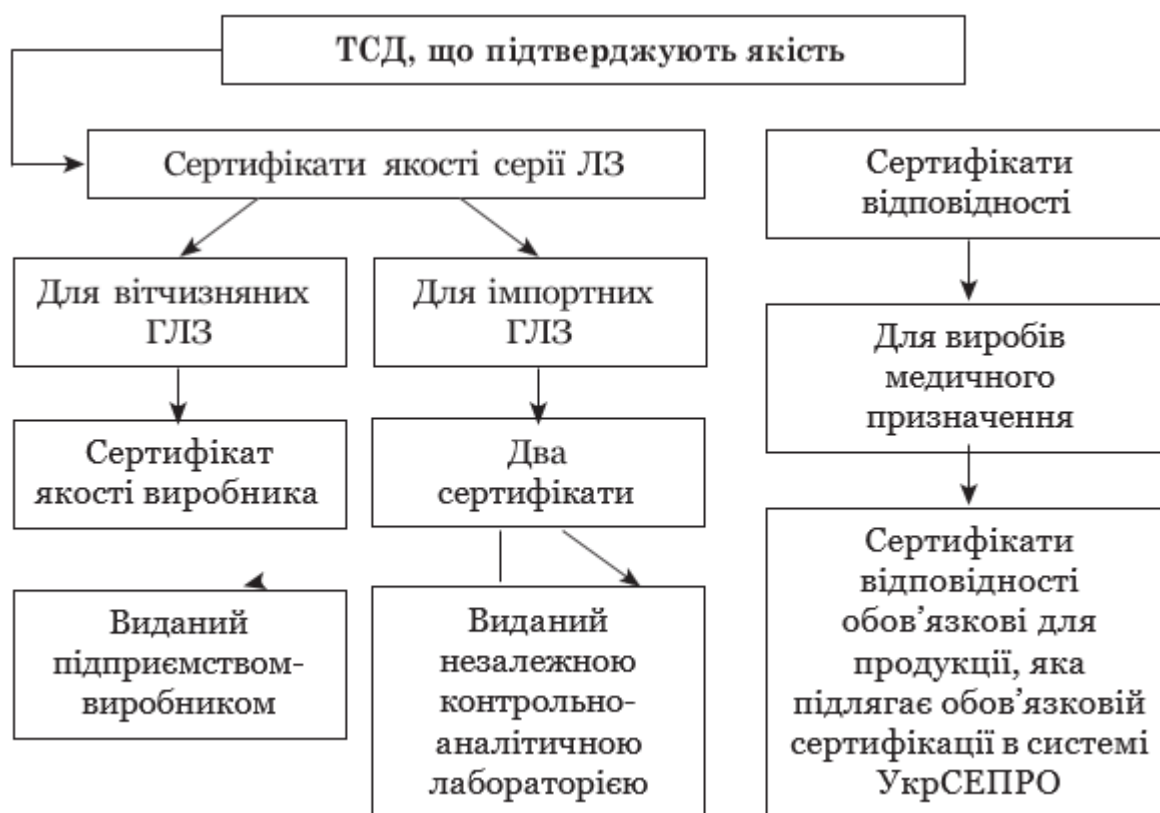 ТСД, що підтверджують якість
Сертифікати якості серії ЛЗ
Сертифікати
відповідності
Для вітчизняних
ГЛЗ
Для імпортних
ГЛЗ
Для виробів
медичного
призначення
Сертифікат
якості виробника
Два
сертифікати
Виданий
підприємством-
виробником
Виданий
незалежною
контрольно-
аналітичною
лабораторією
Сертифікати
відповідності
обов’язкові для
продукції, яка
підлягає обов’язковій
сертифікації в системі
УкрСЕПРО